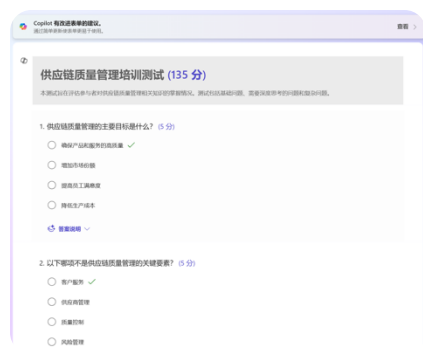 Copilot 有改进表单的建议。
通过简单更新使表单更易于使用。
查看
供应链质量管理培训测试 (135 分)
本测试旨在评估参与者对供应链质量管理相关知识的掌握情况。测试包括基础问题、需要深度思考的问题和复杂问题。
1. 供应链质量管理的主要目标是什么? (5 分)
确保产品和服务的高质量
增加市场份额
提高员工满意度
降低生产成本
答案说明
2. 以下哪项不是供应链质量管理的关键要素? (5 分)
客户服务
供应商管理
质量控制
风险管理